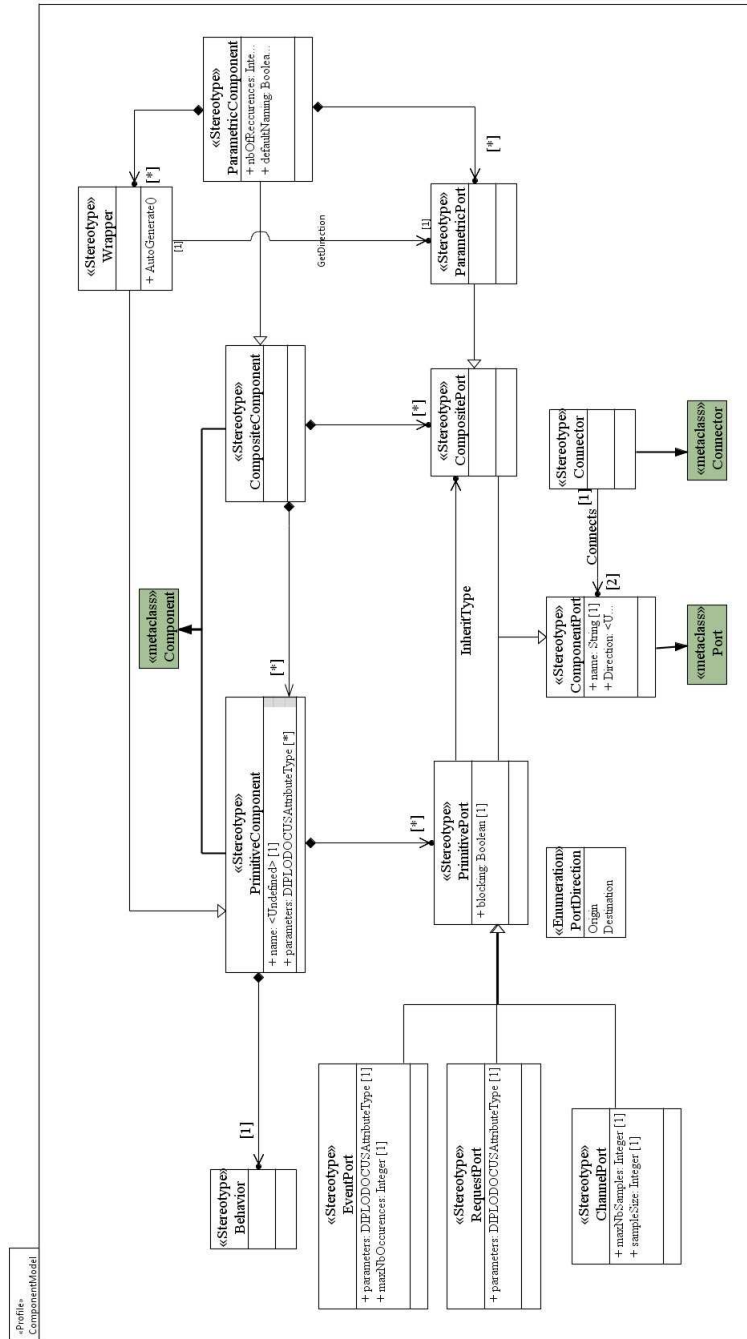 «Profile»
ComponentModel
«Stereotype»
Behavior
[1]
«Stereotype»
PrimitiveComponent
+ name: <Undefined> [1]
+ parameters: DIPLODOCUSAttributeType [*]
[*]
«metaclass»
Component
«Stereotype»
CompositeComponent
«Stereotype»
Wrapper
+ AutoGenerate()
[1]
[*]
«Stereotype»
ParametricComponent
+ nbOfReccurences: Inte...
+ defaultNaming: Boolea...
[*]
GetDirection
[1]
«Stereotype»
ParametricPort
«Stereotype»
EventPort
+ parameters: DIPLODOCUSAttributeType [1]
+ maxNbOccurences: Integer [1]
«Stereotype»
RequestPort
+ parameters: DIPLODOCUSAttributeType [1]
«Stereotype»
ChannelPort
+ maxNbSamples: Integer [1]
+ sampleSize: Integer [1]
[*]
«Stereotype»
PrimitivePort
+ blocking: Boolean [1]
InheritType
[*]
«Stereotype»
CompositePort
«Enumeration»
PortDirection
Origin
Destination
«Stereotype»
ComponentPort
+ name: String [1]
+ Direction: <U...
[2]
Connects
[1]
«Stereotype»
Connector
«metaclass»
Port
«metaclass»
Connector